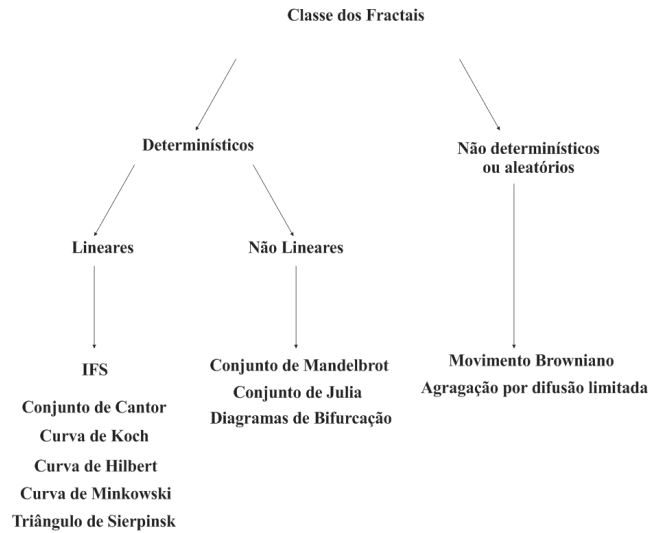 Classe dos Fractais
Determinísticos
Não determinísticos
ou aleatórios
Lineares
Não Lineares
IFS
Conjunto de Cantor
Curva de Koch
Curva de Hilbert
Curva de Minkowski
Triângulo de Sierpinsk
Conjunto de Mandelbrot
Conjunto de Julia
Diagramas de Bifurcação
Movimento Browniano
Agragação por difusão limitada